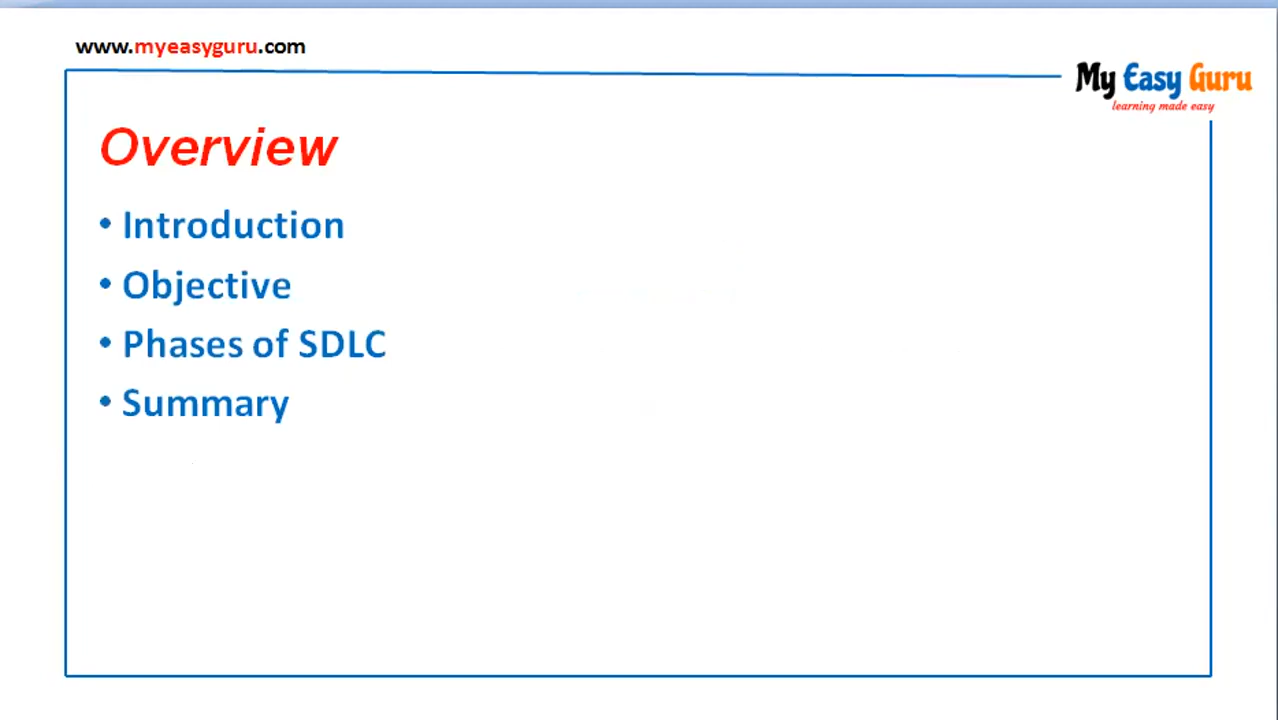 www.myeasyguru.com
My Easy Guru
learning made easy
Overview
• Introduction
• Objective
• Phases of SDLC
• Summary